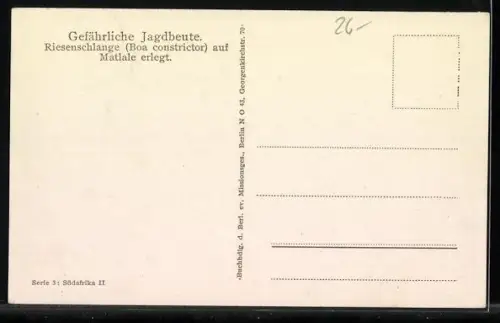 Gefährliche Jagdbeute.
Riesenschlange (Boa constrictor) auf
Matlale erlegt.
26-
Buchhdlg. d. Berl. ev. Missionsges., Berlin N O 43, Georgenkirchstr. 70
Serie 3: Südafrika II